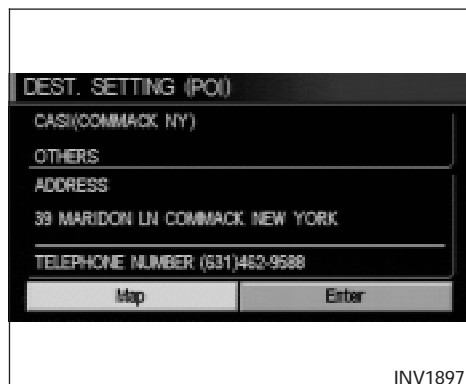 DEST. SETTING (POI)
CASI(COMMACK NY)
OTHERS
ADDRESS
39 MARIDON LN COMMACK NEW YORK
TELEPHONE NUMBER (631)462-9588
Map
Enter
INV1897